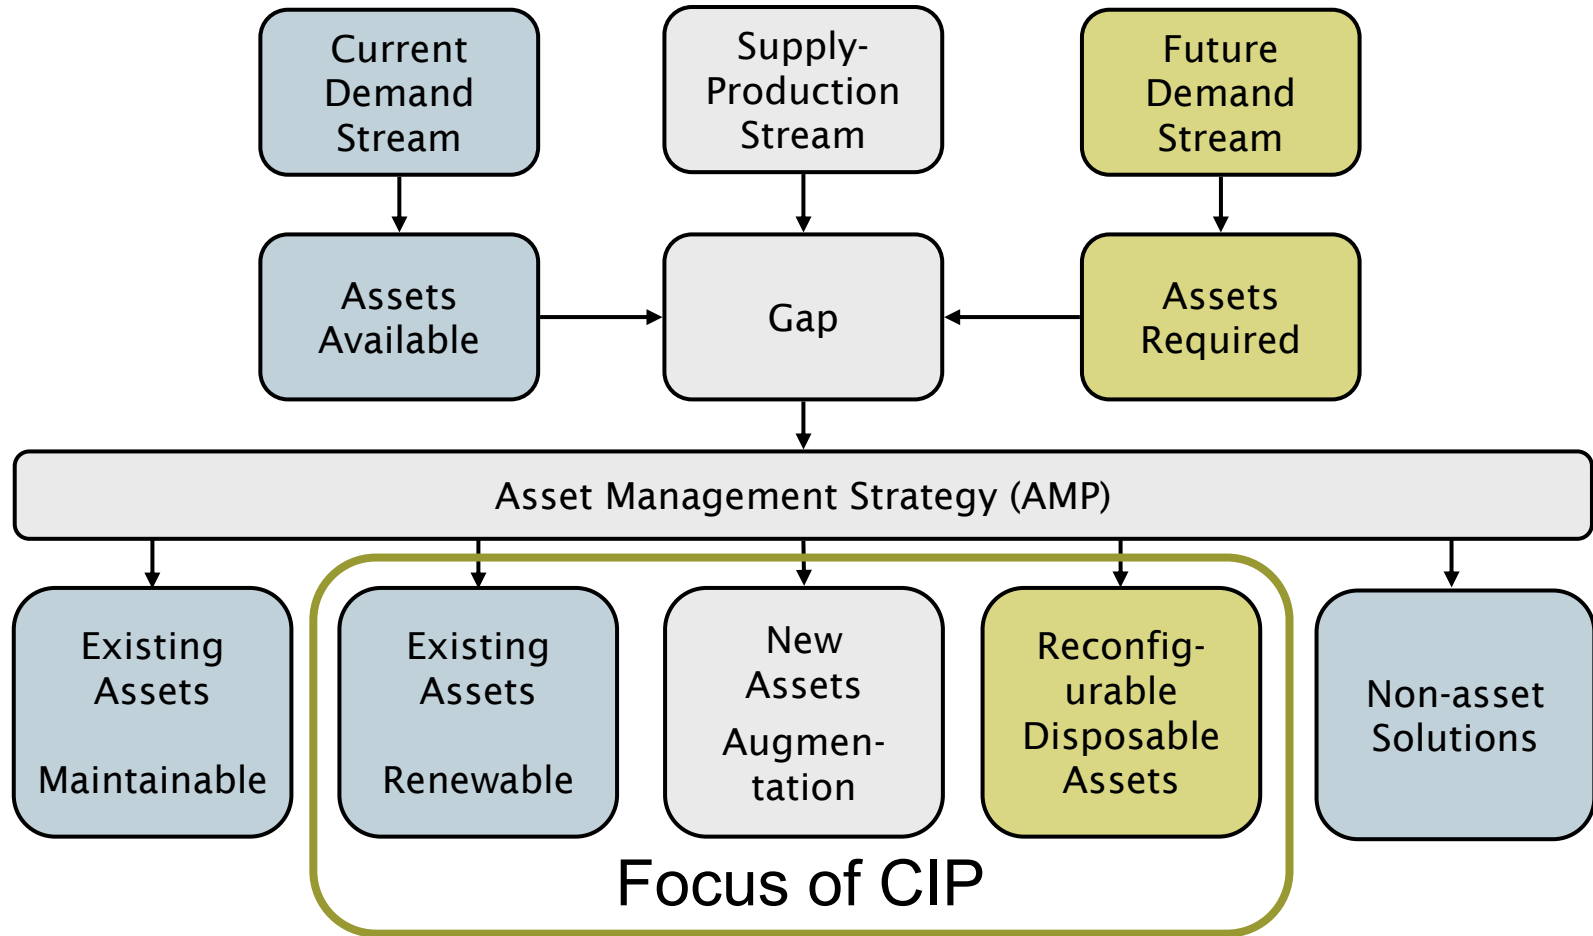 Current
Demand
Stream
Supply-
Production
Stream
Future
Demand
Stream
Assets
Available
Gap
Assets
Required
Asset Management Strategy (AMP)
Existing
Assets
Maintainable
Existing
Assets
Renewable
New
Assets
Augmen-
tation
Reconfig-
urable
Disposable
Assets
Non-asset
Solutions
Focus of CIP